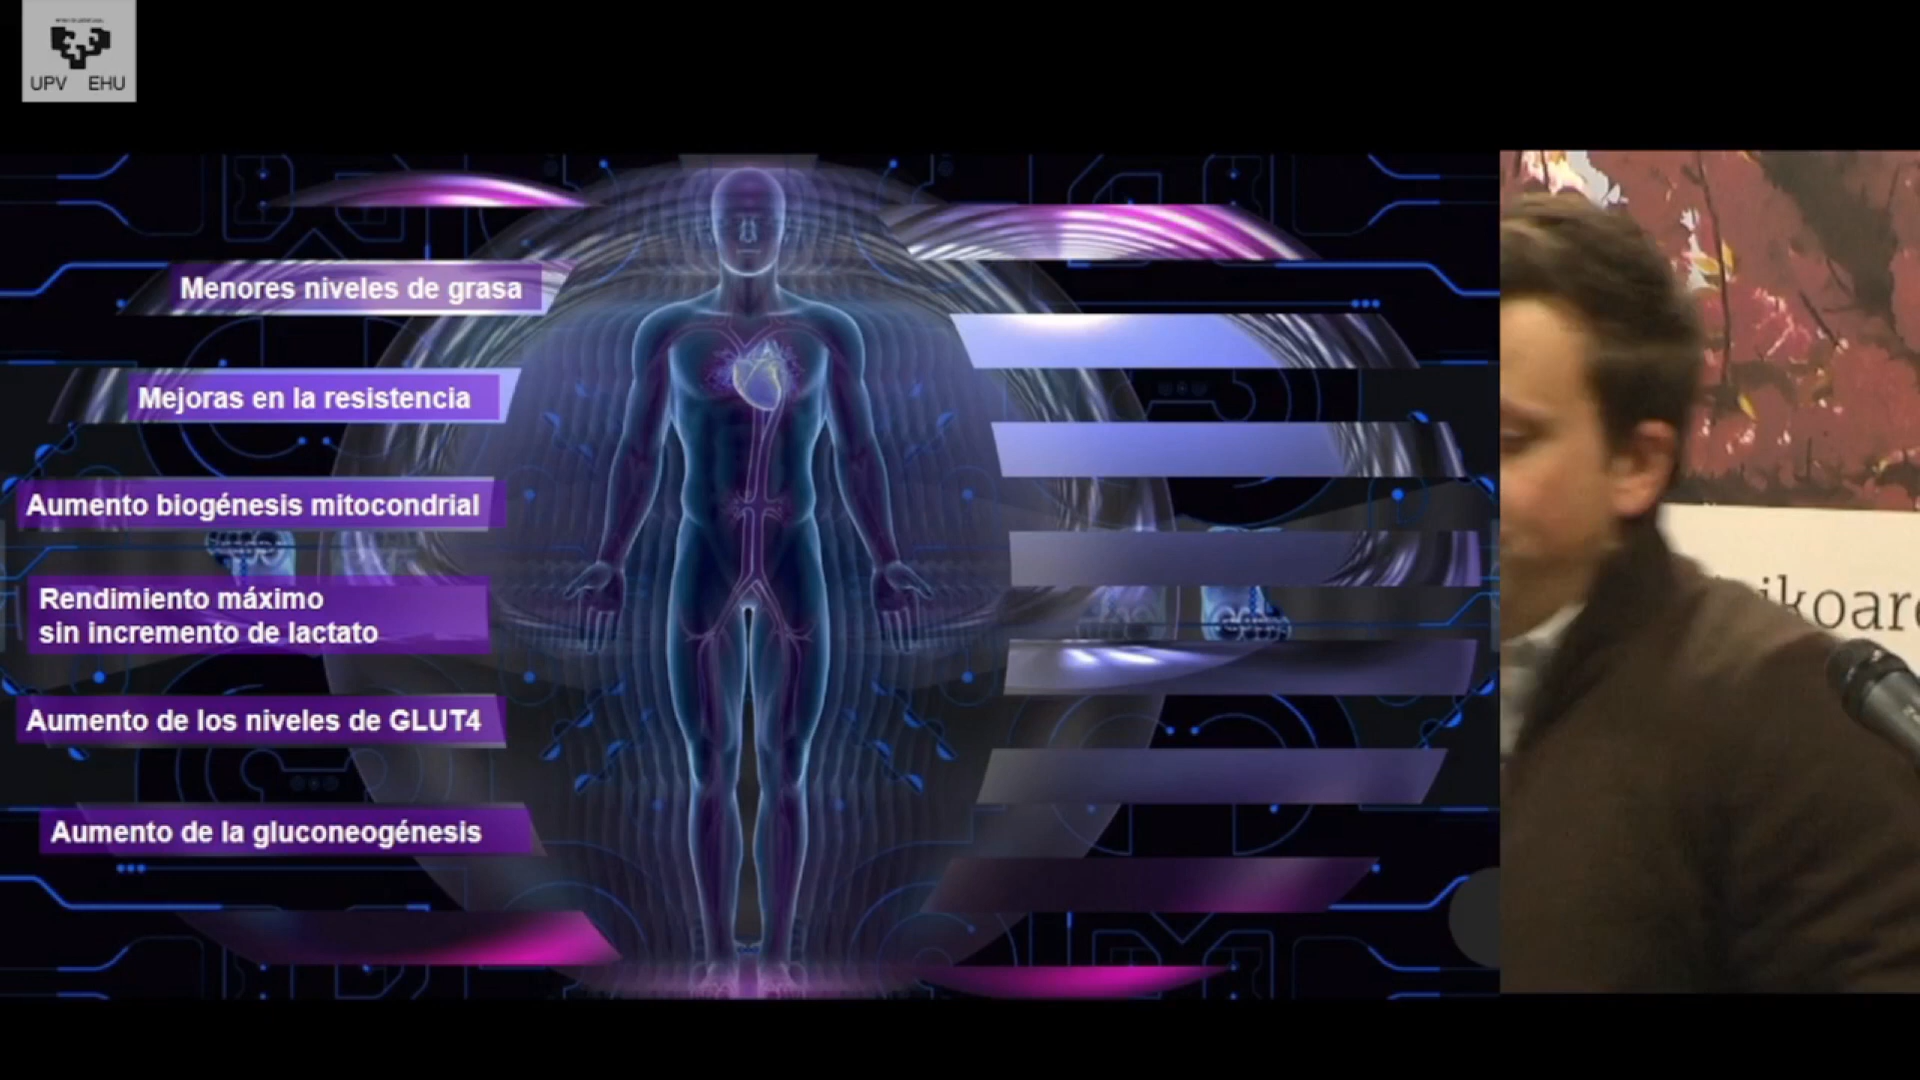 UPV EHU
Menores niveles de grasa
Mejoras en la resistencia
Aumento biogénesis mitocondrial
Rendimiento máximo
sin incremento de lactato
Aumento de los niveles de GLUT4
Aumento de la gluconeogénesis